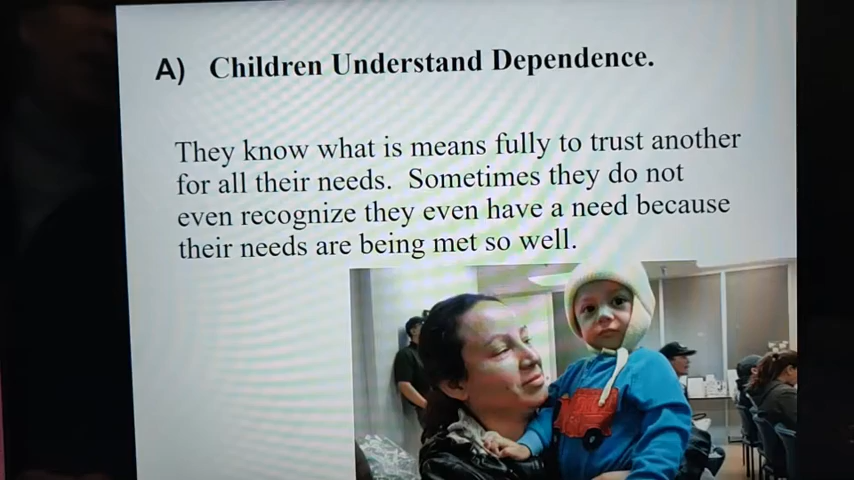 A) Children Understand Dependence.
They know what is means fully to trust another
for all their needs. Sometimes they do not
even recognize they even have a need because
their needs are being met so well.